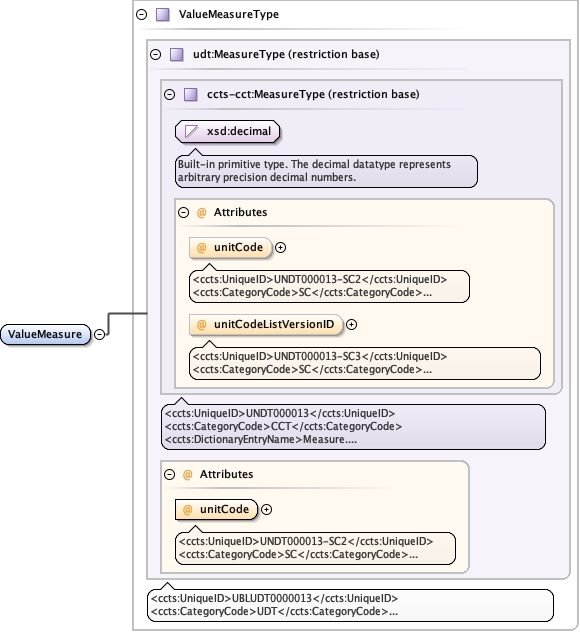 ValueMeasureType
udt:MeasureType (restriction base)
ccts-cct:MeasureType (restriction base)
xsd:decimal
Built-in primitive type. The decimal datatype represents
arbitrary precision decimal numbers.
@ Attributes
@ unitCode
<ccts:UniqueID>UNDT000013-SC2</ccts:UniqueID>
<ccts:CategoryCode>SC</ccts:CategoryCode>...
@ unitCodeListVersionID
<ccts:UniqueID>UNDT000013-SC3</ccts:UniqueID>
<ccts:CategoryCode>SC</ccts:CategoryCode>...
ValueMeasure
<ccts:UniqueID>UNDT000013</ccts:UniqueID>
<ccts:CategoryCode>CCT</ccts:CategoryCode>
<ccts:DictionaryEntryName>Measure....
@ Attributes
@ unitCode
<ccts:UniqueID>UNDT000013-SC2</ccts:UniqueID>
<ccts:CategoryCode>SC</ccts:CategoryCode>...
<ccts:UniqueID>UBLUDT0000013</ccts:UniqueID>
<ccts:CategoryCode>UDT</ccts:CategoryCode>...